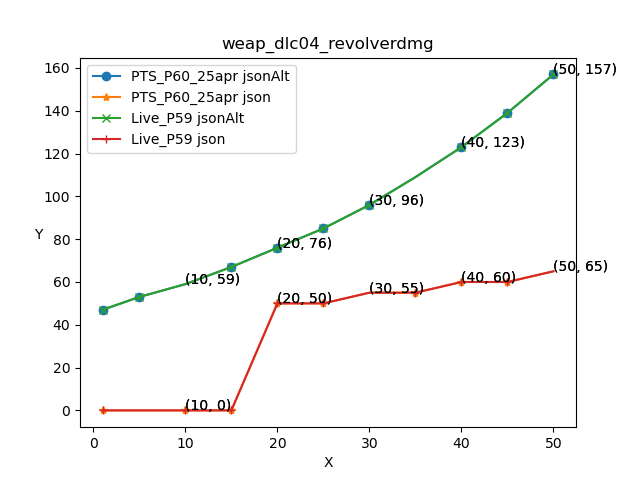 weap_dlc04_revolverdmg
PTS_P60_25apr jsonAlt
PTS_P60_25apr json
Live_P59 jsonAlt
Live_P59 json
160
140
120
100
80
60
40
20
0
Y
(50, 157)
(40, 123)
(30, 96)
(20, 76)
(10, 59)
(50, 65)
(40, 60)
(30, 55)
(20, 50)
(10, 0)
0 10 20 30 40 50
X